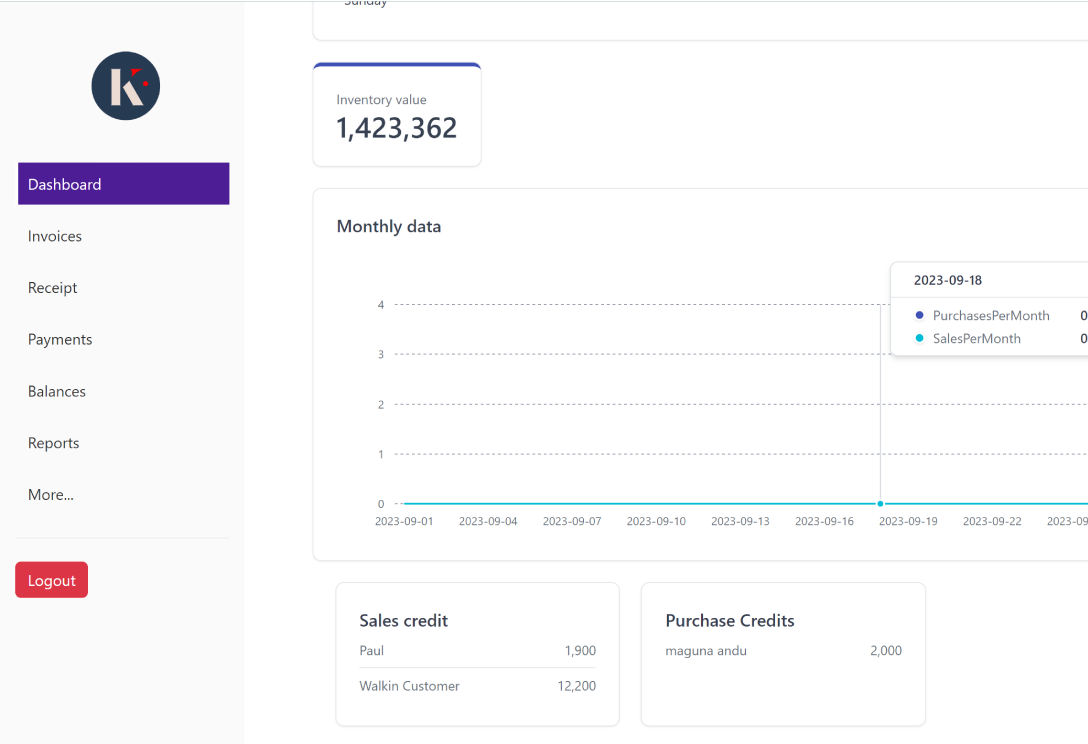 Sunday
K
Dashboard
Invoices
Receipt
Payments
Balances
Reports
More...
Logout
Inventory value
1,423,362
Monthly data
2023-09-18
PurchasesPerMonth 0
SalesPerMonth 0
4
3
2
1
0
2023-09-01 2023-09-04 2023-09-07 2023-09-10 2023-09-13 2023-09-16 2023-09-19 2023-09-22 2023-09
Sales credit
Paul 1,900
Walkin Customer 12,200
Purchase Credits
maguna andu 2,000